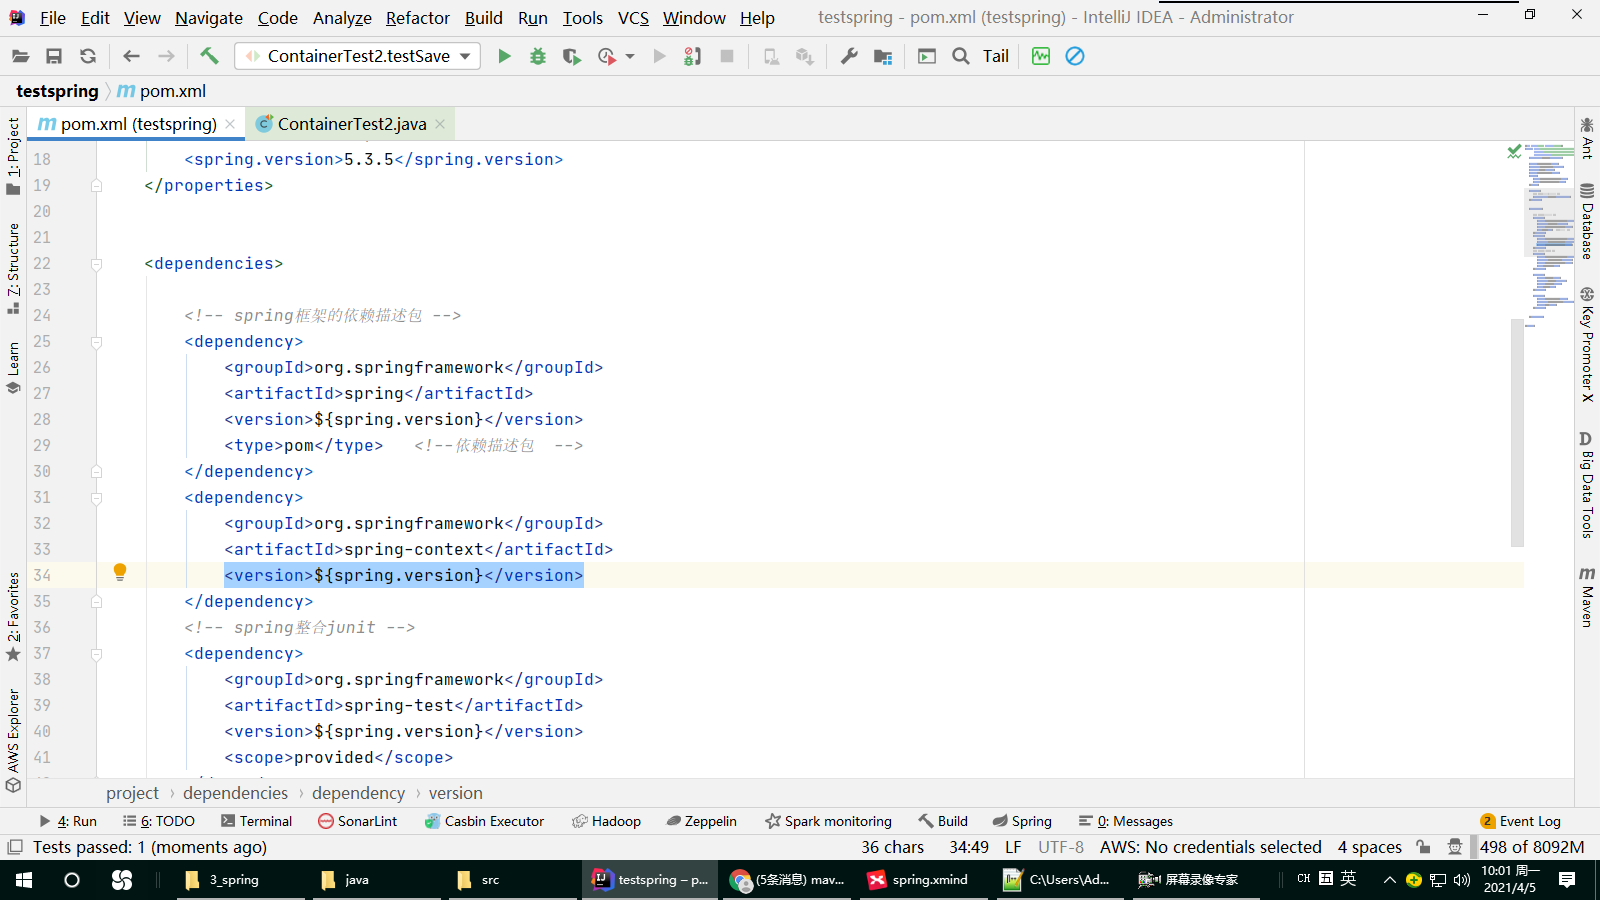 File Edit View Navigate Code Analyze Refactor Build Run Tools VCS Window Help testspring - pom.xml (testspring) - IntelliJ IDEA - Administrator
ContainerTest2.testSave Tail
testspring pom.xml
pom.xml (testspring) ContainerTest2.java
18 <spring.version>5.3.5</spring.version>
19 </properties>
20
21
22 <dependencies>
23
24 <!-- spring框架的依赖描述包 -->
25 <dependency>
26 <groupId>org.springframework</groupId>
27 <artifactId>spring</artifactId>
28 <version>${spring.version}</version>
29 <type>pom</type> <!--依赖描述包 -->
30 </dependency>
31 <dependency>
32 <groupId>org.springframework</groupId>
33 <artifactId>spring-context</artifactId>
34 <version>${spring.version}</version>
35 </dependency>
36 <!-- spring整合junit -->
37 <dependency>
38 <groupId>org.springframework</groupId>
39 <artifactId>spring-test</artifactId>
40 <version>${spring.version}</version>
41 <scope>provided</scope>
1: Project
7: Structure
Learn
2: Favorites
AWS Explorer
Ant
Database
Key Promoter X
Big Data Tools
Maven
project › dependencies › dependency › version
4: Run 6: TODO Terminal SonarLint Casbin Executor Hadoop Zeppelin Spark monitoring Build Spring 0: Messages 2 Event Log
Tests passed: 1 (moments ago) 36 chars 34:49 LF UTF-8 AWS: No credentials selected 4 spaces 498 of 8092M
3_spring java src testspring – p... (5条消息) mav... spring.xmind C:\Users\Ad... 屏幕录像专家 CH 五 英 10:01 周一
2021/4/5